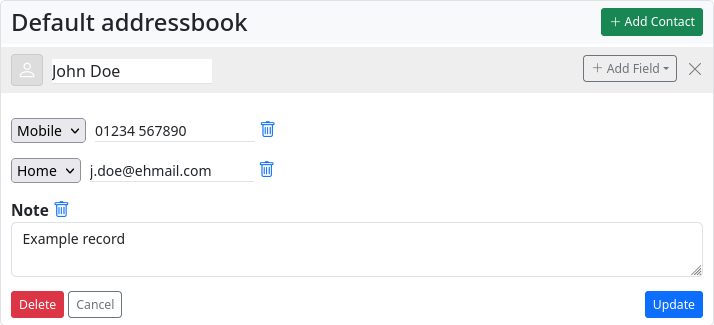 Default addressbook
+ Add Contact
John Doe
+ Add Field
Mobile
01234 567890
Home
j.doe@ehmail.com
Note
Example record
Delete
Cancel
Update